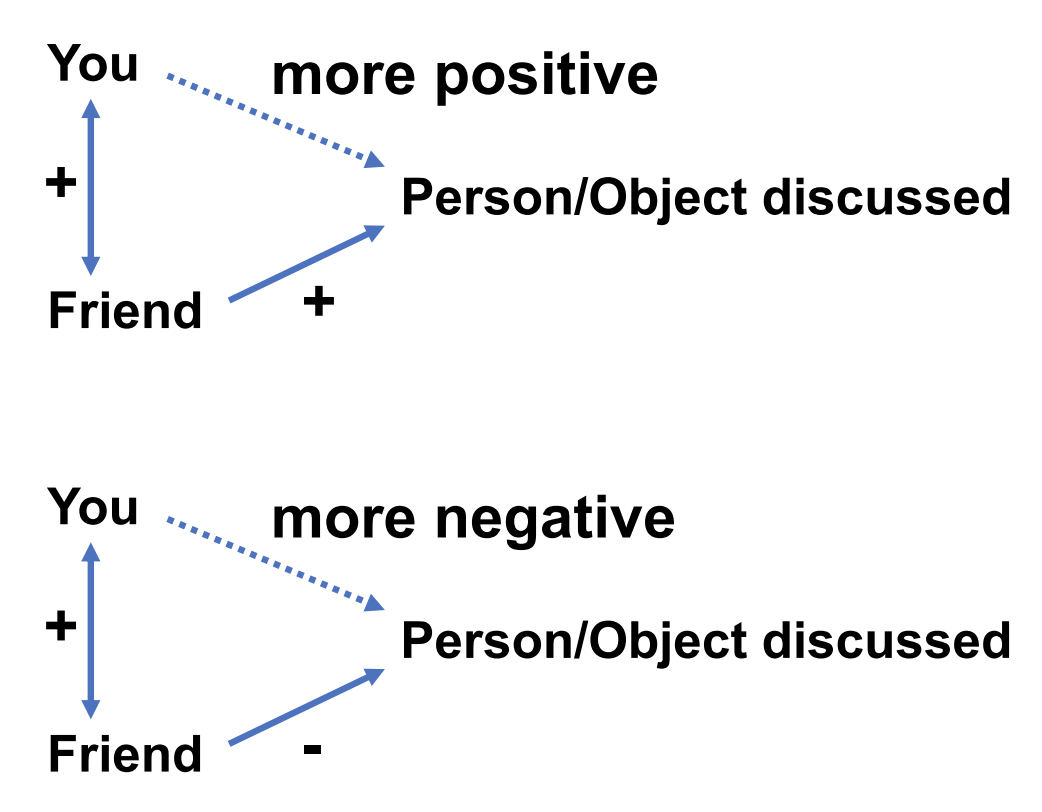 You
more positive
+
Person/Object discussed
Friend
+
You
more negative
+
Person/Object discussed
Friend
-